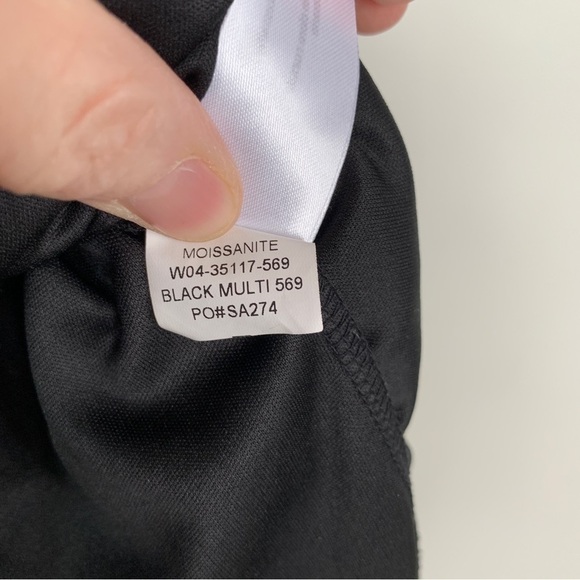 MOISSANITE
W04-35117-569
BLACK MULTI 569
PO#SA274